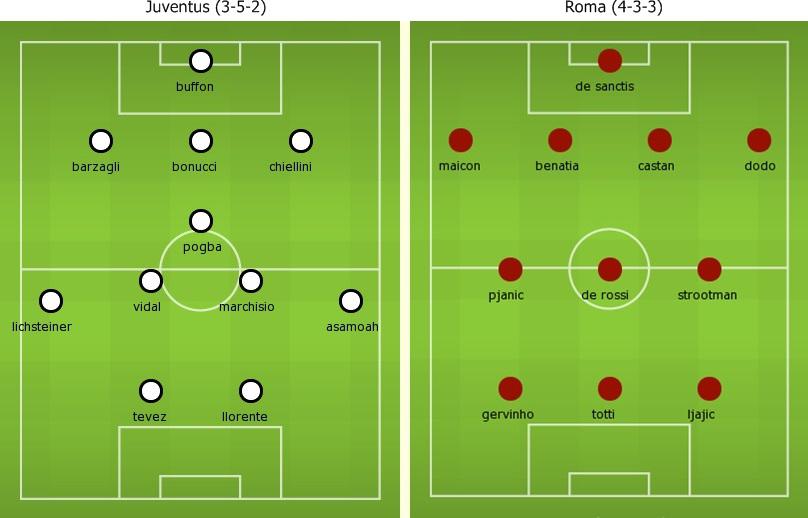 Juventus (3-5-2)
buffon
barzagli bonucci chiellini
pogba
vidal marchisio
lichsteiner asamoah
tevez llorente
Roma (4-3-3)
de sanctis
maicon benatia castan dodo
pjanic de rossi strootman
gervinho totti ljajic